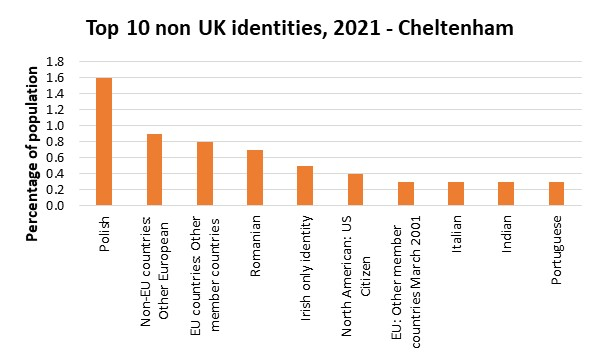 Top 10 non UK identities, 2021 - Cheltenham
Percentage of population
1.8
1.6
1.4
1.2
1.0
0.8
0.6
0.4
0.2
0.0
Polish
Non-EU countries:
Other European
EU countries: Other
member countries
Romanian
Irish only identity
North American: US
Citizen
EU: Other member
countries March 2001
Italian
Indian
Portuguese